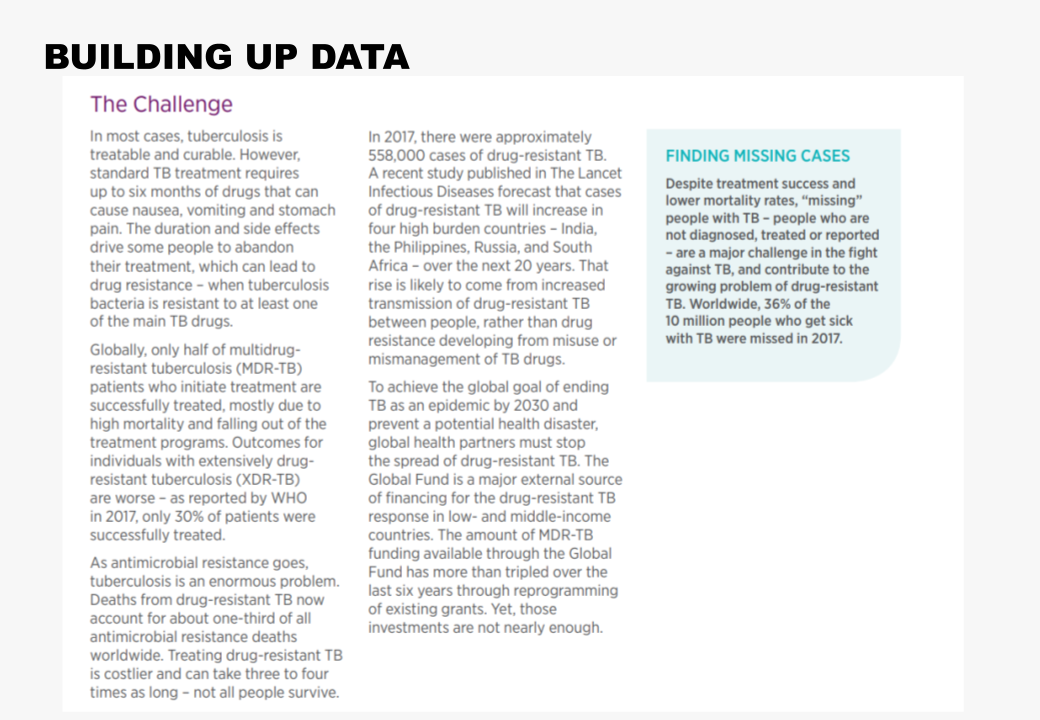 BUILDING UP DATA
The Challenge
In most cases, tuberculosis is
treatable and curable. However,
standard TB treatment requires
up to six months of drugs that can
cause nausea, vomiting and stomach
pain. The duration and side effects
drive some people to abandon
their treatment, which can lead to
drug resistance – when tuberculosis
bacteria is resistant to at least one
of the main TB drugs.
Globally, only half of multidrug-
resistant tuberculosis (MDR-TB)
patients who initiate treatment are
successfully treated, mostly due to
high mortality and falling out of the
treatment programs. Outcomes for
individuals with extensively drug-
resistant tuberculosis (XDR-TB)
are worse – as reported by WHO
in 2017, only 30% of patients were
successfully treated.
As antimicrobial resistance goes,
tuberculosis is an enormous problem.
Deaths from drug-resistant TB now
account for about one-third of all
antimicrobial resistance deaths
worldwide. Treating drug-resistant TB
is costlier and can take three to four
times as long – not all people survive.
In 2017, there were approximately
558,000 cases of drug-resistant TB.
A recent study published in The Lancet
Infectious Diseases forecast that cases
of drug-resistant TB will increase in
four high burden countries – India,
the Philippines, Russia, and South
Africa – over the next 20 years. That
rise is likely to come from increased
transmission of drug-resistant TB
between people, rather than drug
resistance developing from misuse or
mismanagement of TB drugs.
To achieve the global goal of ending
TB as an epidemic by 2030 and
prevent a potential health disaster,
global health partners must stop
the spread of drug-resistant TB. The
Global Fund is a major external source
of financing for the drug-resistant TB
response in low- and middle-income
countries. The amount of MDR-TB
funding available through the Global
Fund has more than tripled over the
last six years through reprogramming
of existing grants. Yet, those
investments are not nearly enough.
FINDING MISSING CASES
Despite treatment success and
lower mortality rates, “missing”
people with TB – people who are
not diagnosed, treated or reported
– are a major challenge in the fight
against TB, and contribute to the
growing problem of drug-resistant
TB. Worldwide, 36% of the
10 million people who get sick
with TB were missed in 2017.